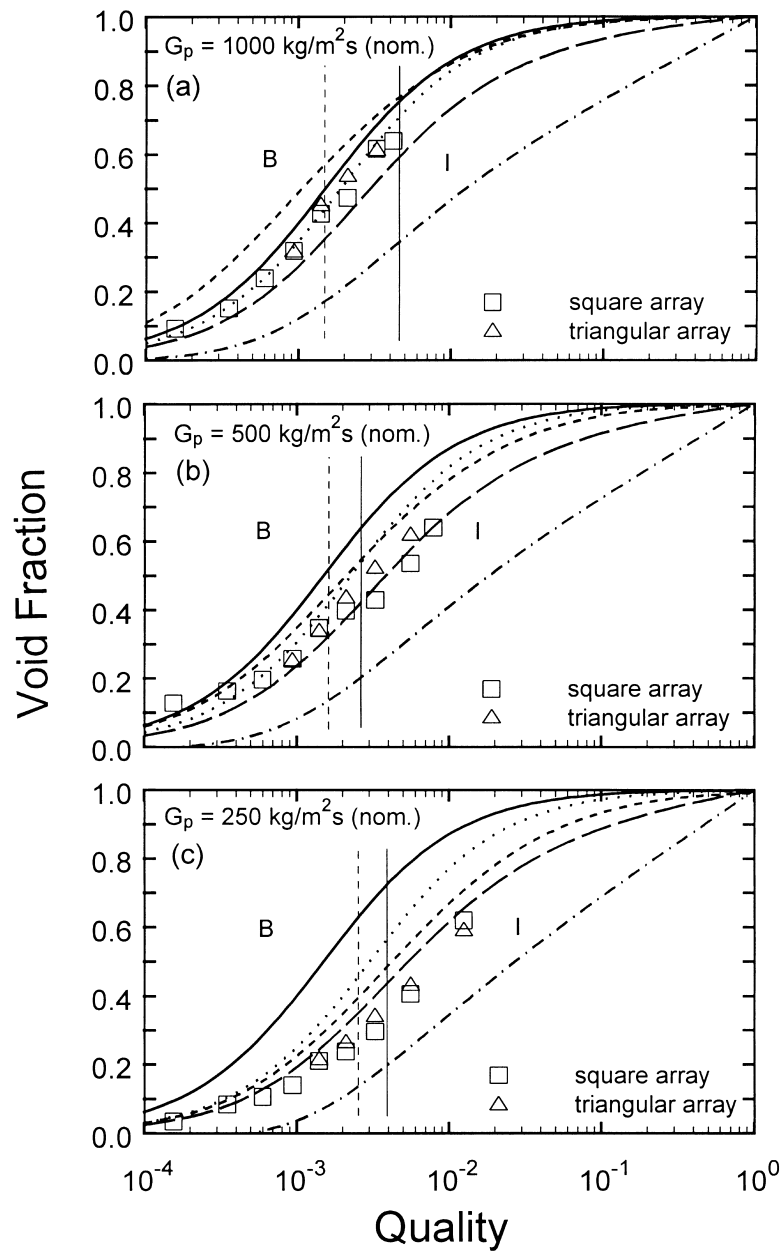 1.0
G_p = 1000 kg/m²s (nom.)
(a)
0.8
B
I
0.6
0.4
0.2
square array
triangular array
0.0
1.0
G_p = 500 kg/m²s (nom.)
(b)
0.8
B
I
0.6
0.4
0.2
square array
triangular array
0.0
Void Fraction
1.0
G_p = 250 kg/m²s (nom.)
(c)
0.8
B
I
0.6
0.4
0.2
square array
triangular array
0.0
10⁻⁴ 10⁻³ 10⁻² 10⁻¹ 10⁰
Quality